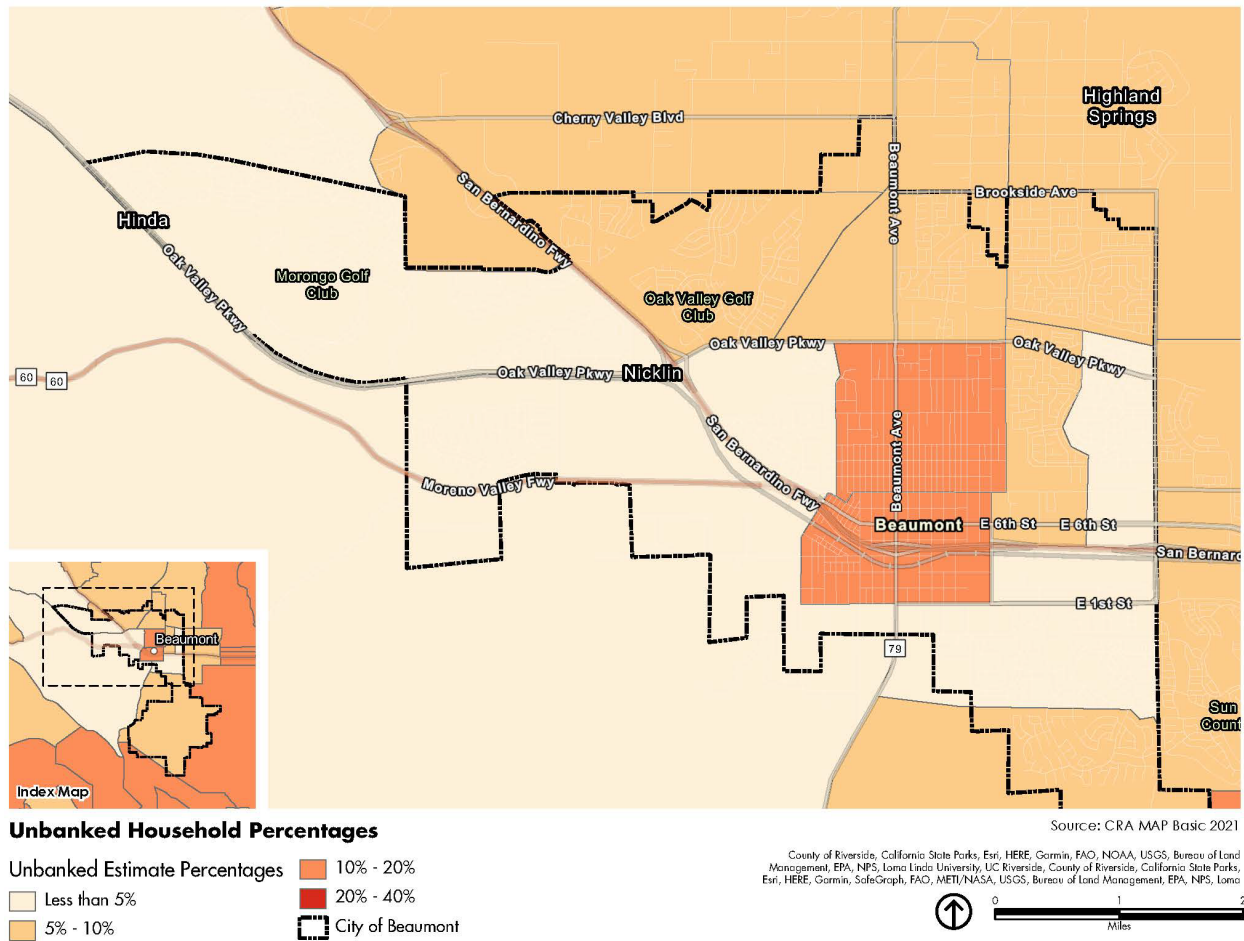 Highland
Springs
Cherry Valley Blvd
Beaumont Ave
San Bernardino Fwy
Brookside Ave
Hinda
Oak Valley Pkwy
Morongo Golf
Club
Oak Valley Golf
Club
Oak Valley Pkwy
Oak Valley Pkwy
60
60
Oak Valley Pkwy
Nicklin
Beaumont Ave
San Bernardino Fwy
Moreno Valley Fwy
Beaumont
E 6th St
E 6th St
San Bernard
E 1st St
79
Sun
Count
Beaumont
Index Map
Unbanked Household Percentages
Unbanked Estimate Percentages
Less than 5%
5% - 10%
10% - 20%
20% - 40%
City of Beaumont
Source: CRA MAP Basic 2021
County of Riverside, California State Parks, Esri, HERE, Garmin, FAO, NOAA, USGS, Bureau of Land
Management, EPA, NPS, Loma Linda University, UC Riverside, County of Riverside, California State Parks,
Esri, HERE, Garmin, SafeGraph, FAO, METI/NASA, USGS, Bureau of Land Management, EPA, NPS, Loma
0
1
2
Miles